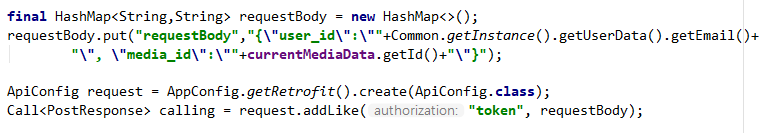 final HashMap<String,String> requestBody = new HashMap<>();
requestBody.put("requestBody","{\"user_id\":\""+Common.getInstance().getUserData().getEmail()+
"\", \"media_id\":\""+currentMediaData.getId()+"\"}");
ApiConfig request = AppConfig.getRetrofit().create(ApiConfig.class);
Call<PostResponse> calling = request.addLike( authorization: "token", requestBody);